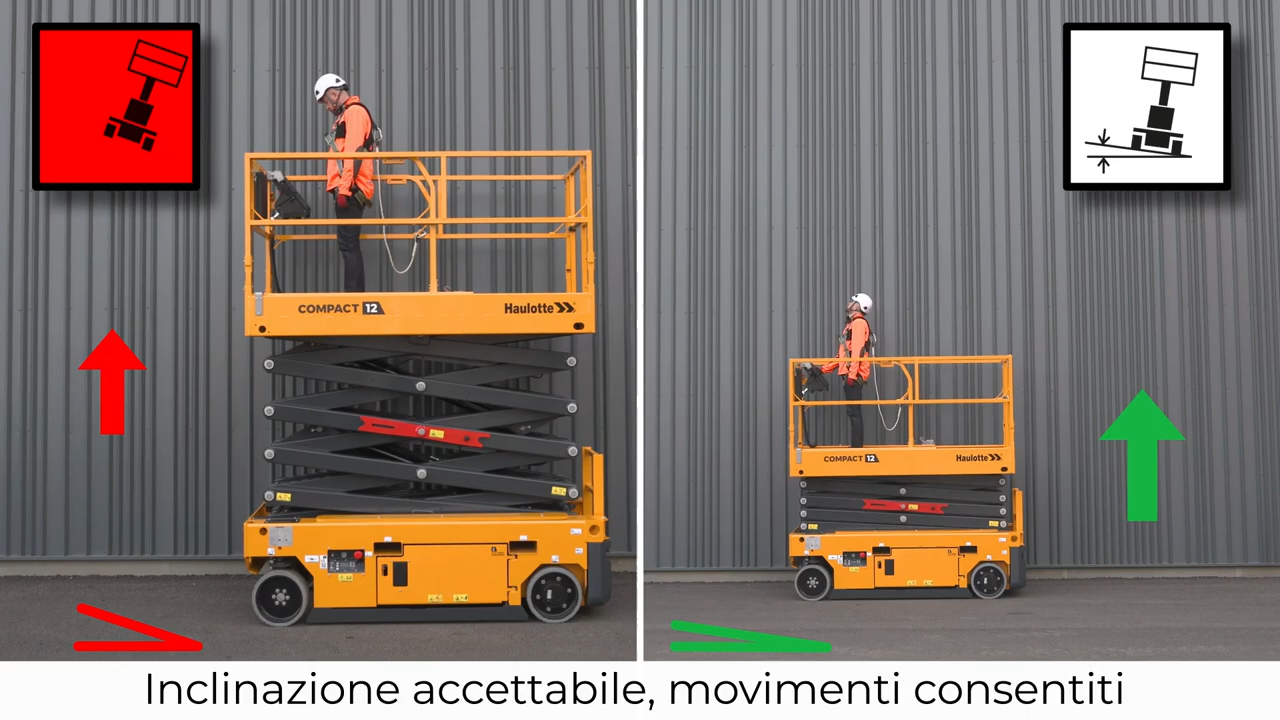 COMPACT 12
Haulotte
COMPACT 12
Haulotte
Inclinazione accettabile, movimenti consentiti